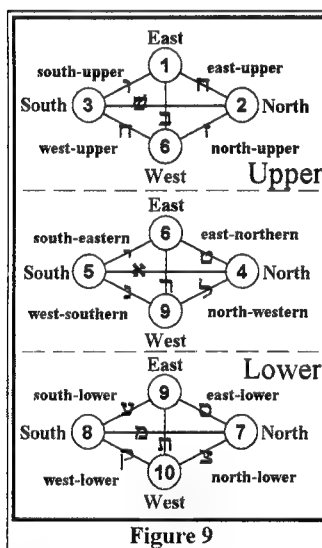 East
south-upper ו ה east-upper
1
South 3 ש 2 North
ב
west-upper ח ז north-upper
6
West
Upper
East
south-eastern י ט east-northern
6
South 5 א 4 North
west-southern נ ל north-western
9
West
Lower
East
south-lower ע ס east-lower
9
South 8 מ 7 North
ת
west-lower ק צ north-lower
10
West
Figure 9